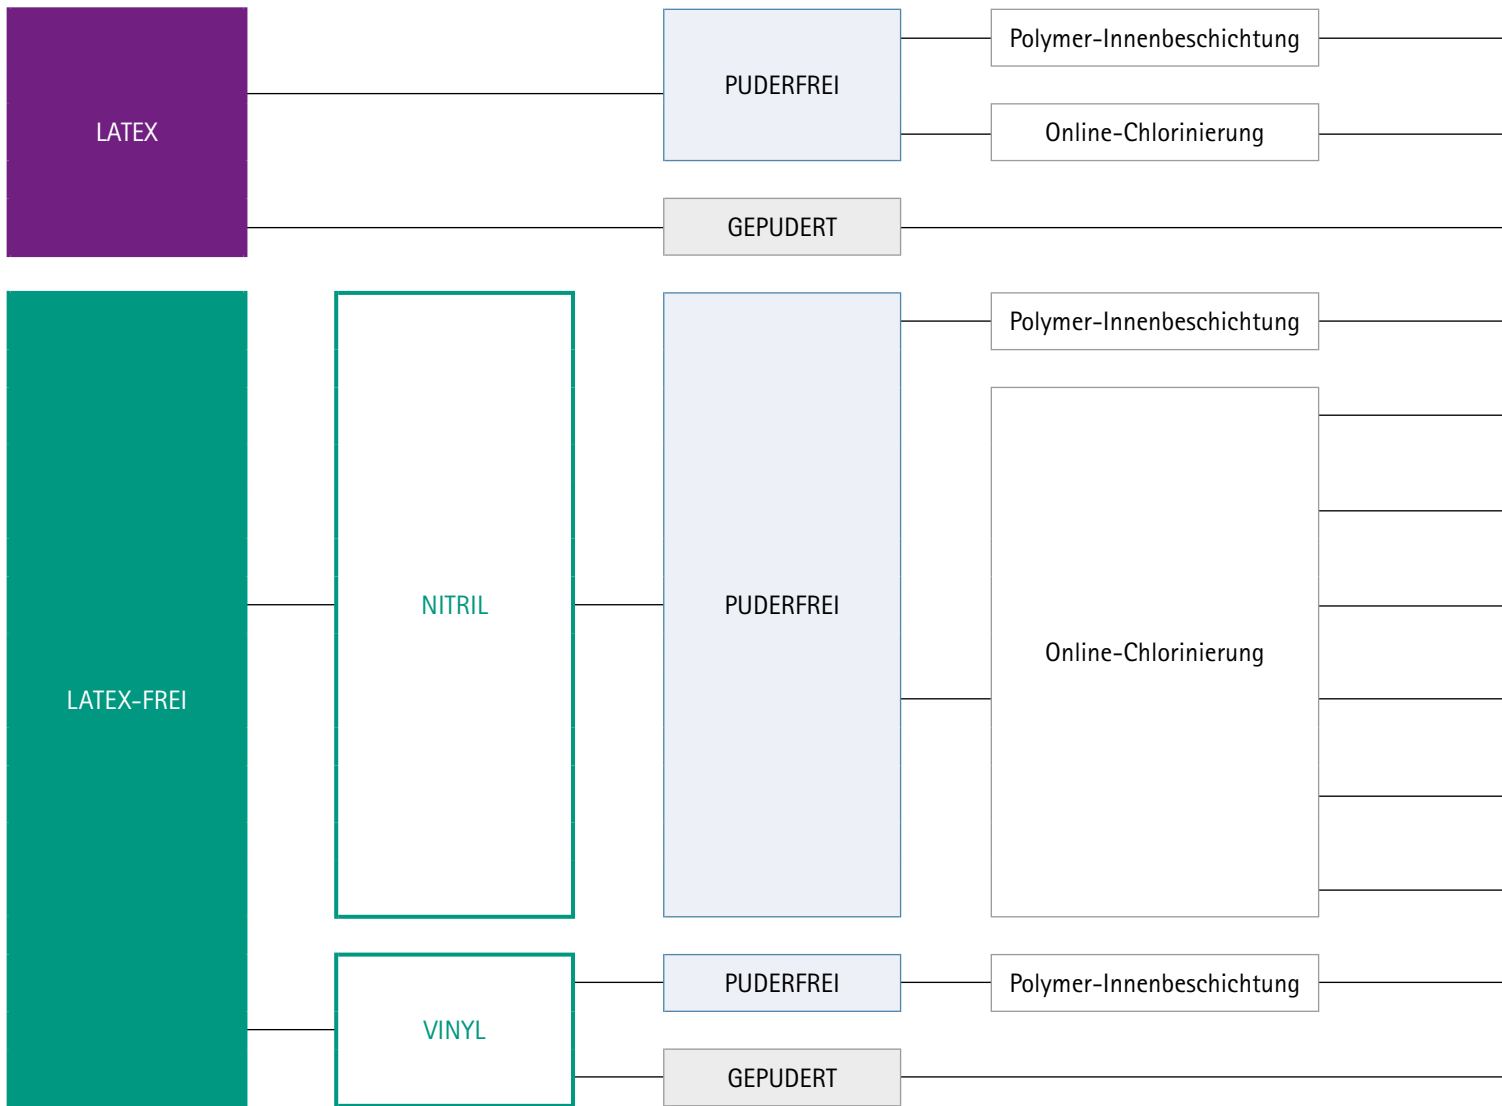 LATEX
PUDERFREI
Polymer-Innenbeschichtung
Online-Chlorinierung
GEPUDERT
LATEX-FREI
NITRIL
PUDERFREI
Polymer-Innenbeschichtung
Online-Chlorinierung
VINYL
PUDERFREI
Polymer-Innenbeschichtung
GEPUDERT